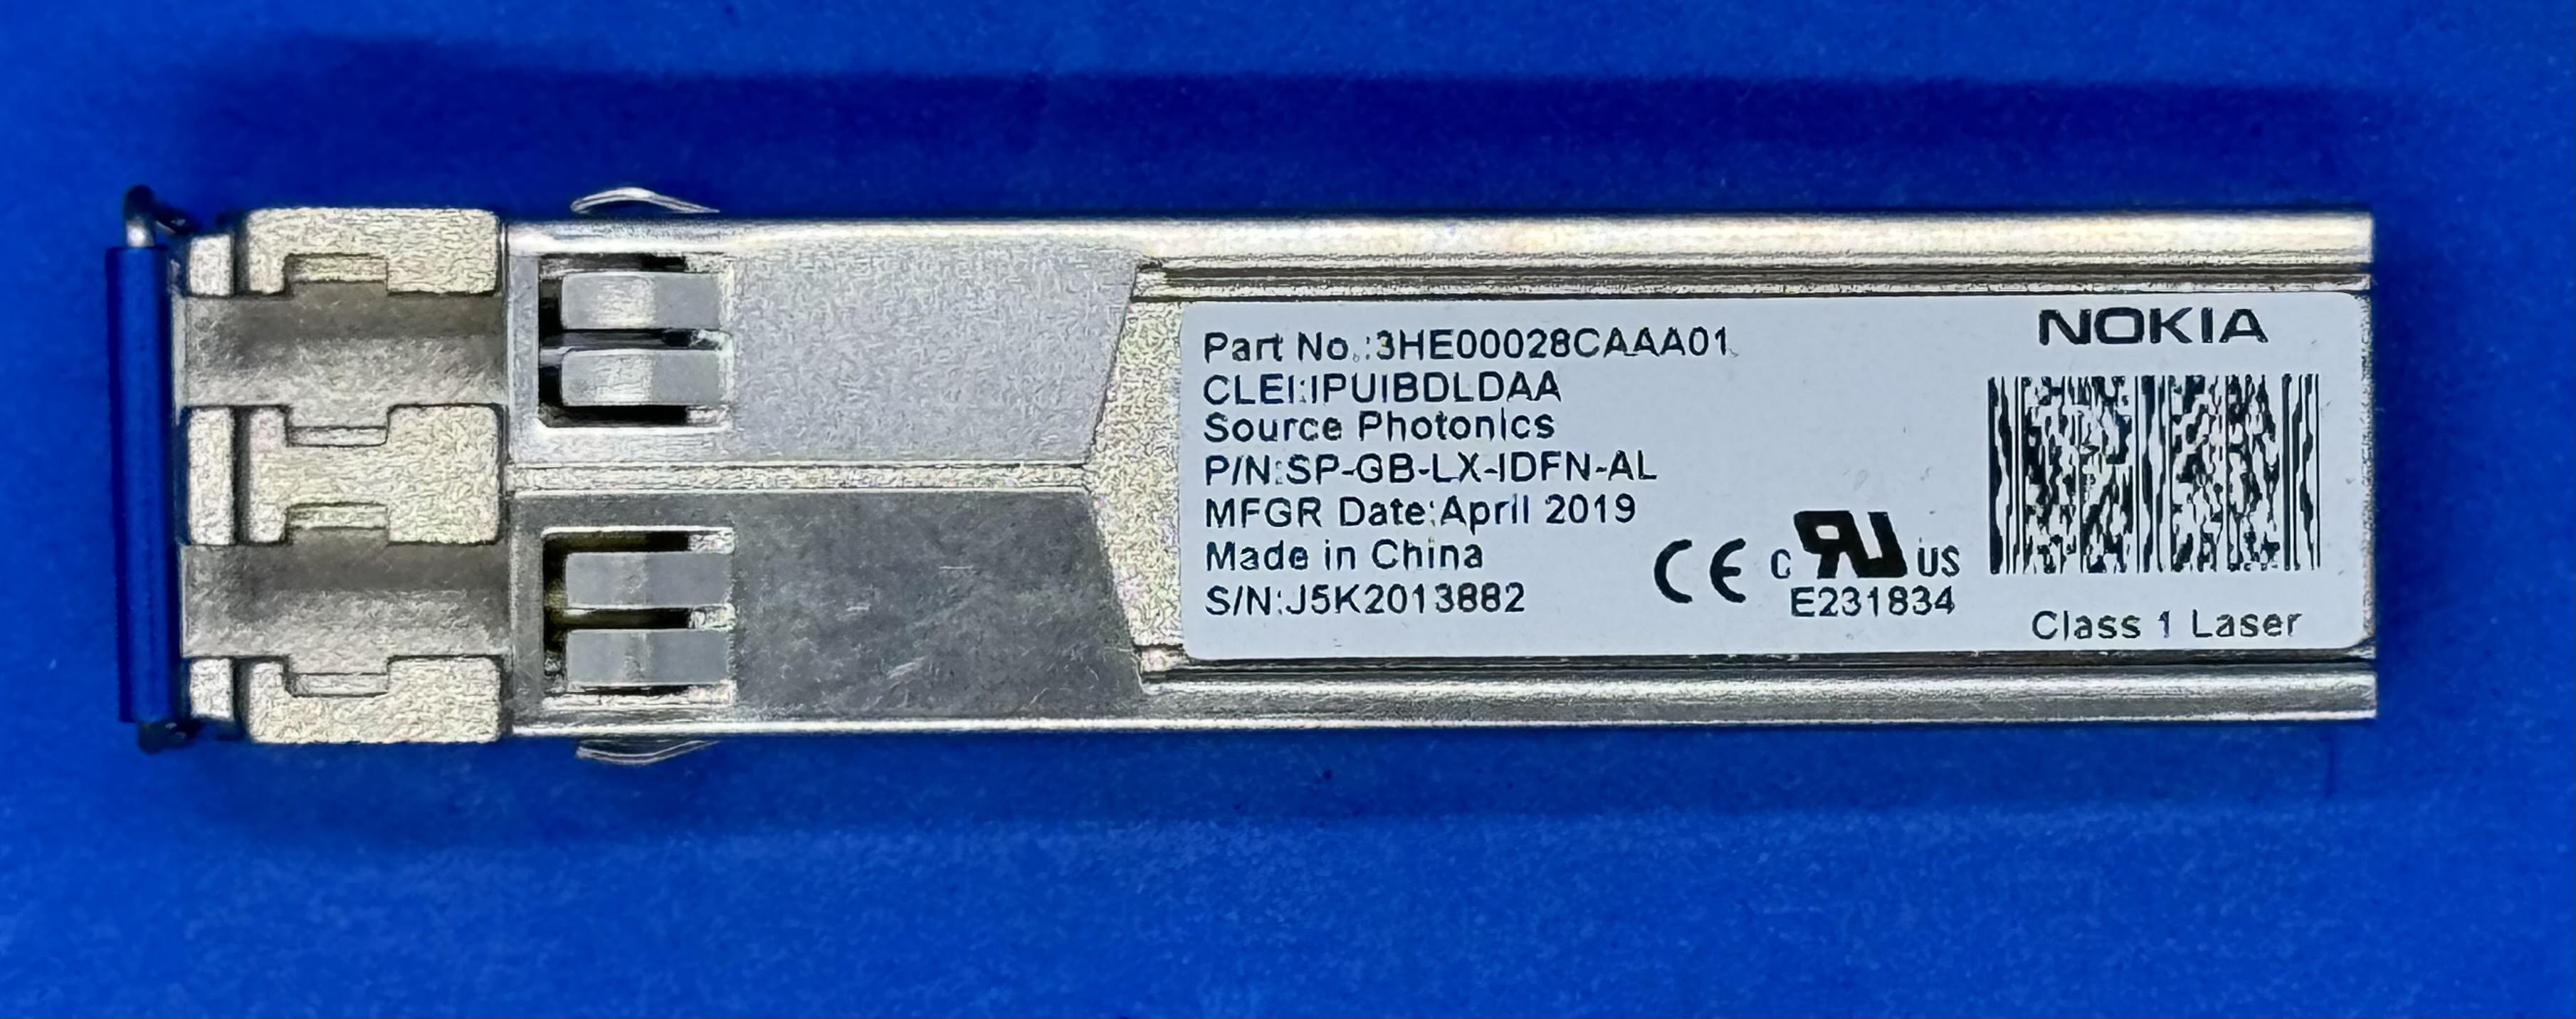 Part No.:3HE00028CAAA01
CLEI:IPUIBDLDAA
Source Photonics
P/N:SP-GB-LX-IDFN-AL
MFGR Date:April 2019
Made in China
S/N:J5K2013882
CE
c RU US
E231834
NOKIA
Class 1 Laser